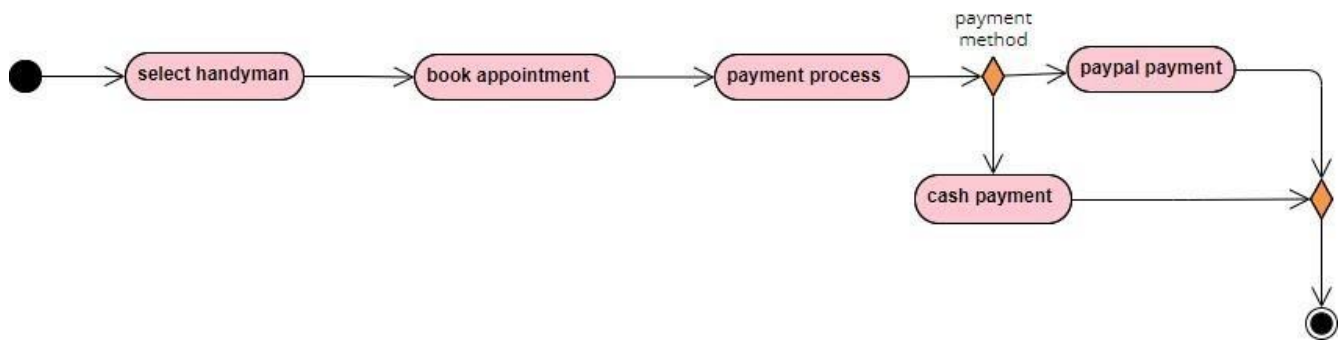 payment
method
select handyman
book appointment
payment process
paypal payment
cash payment